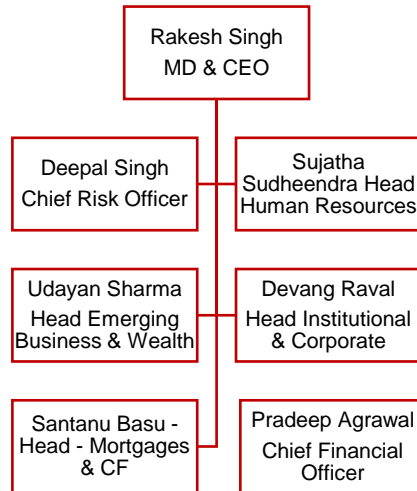 Rakesh Singh
MD & CEO
Deepal Singh
Chief Risk Officer
Sujatha
Sudheendra Head
Human Resources
Udayan Sharma
Head Emerging
Business & Wealth
Devang Raval
Head Institutional
& Corporate
Santanu Basu -
Head - Mortgages
& CF
Pradeep Agrawal
Chief Financial
Officer